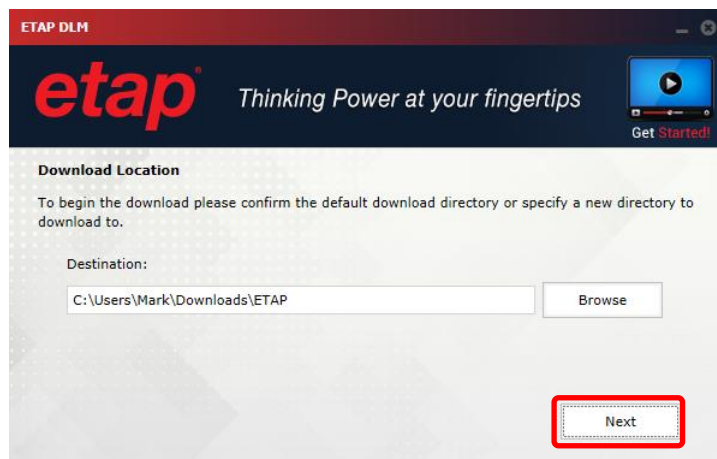 ETAP DLM
etap®
Thinking Power at your fingertips
Get Started!
Download Location
To begin the download please confirm the default download directory or specify a new directory to
download to.
Destination:
C:\Users\Mark\Downloads\ETAP
Browse
Next